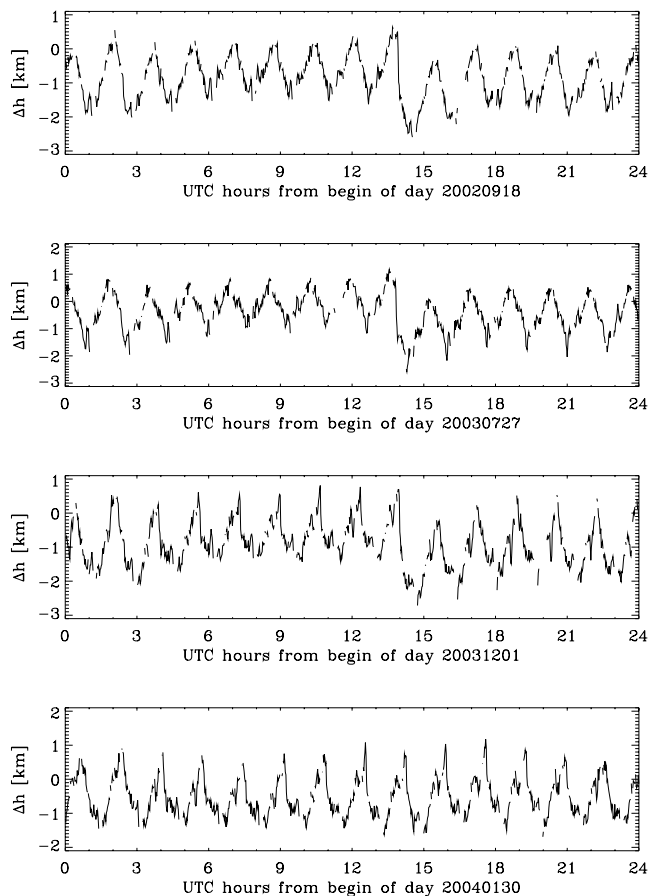 1
0
-1
-2
-3
Δh [km]
0 3 6 9 12 15 18 21 24
UTC hours from begin of day 20020918
2
1
0
-1
-2
-3
Δh [km]
0 3 6 9 12 15 18 21 24
UTC hours from begin of day 20030727
1
0
-1
-2
-3
Δh [km]
0 3 6 9 12 15 18 21 24
UTC hours from begin of day 20031201
2
1
0
-1
-2
Δh [km]
0 3 6 9 12 15 18 21 24
UTC hours from begin of day 20040130